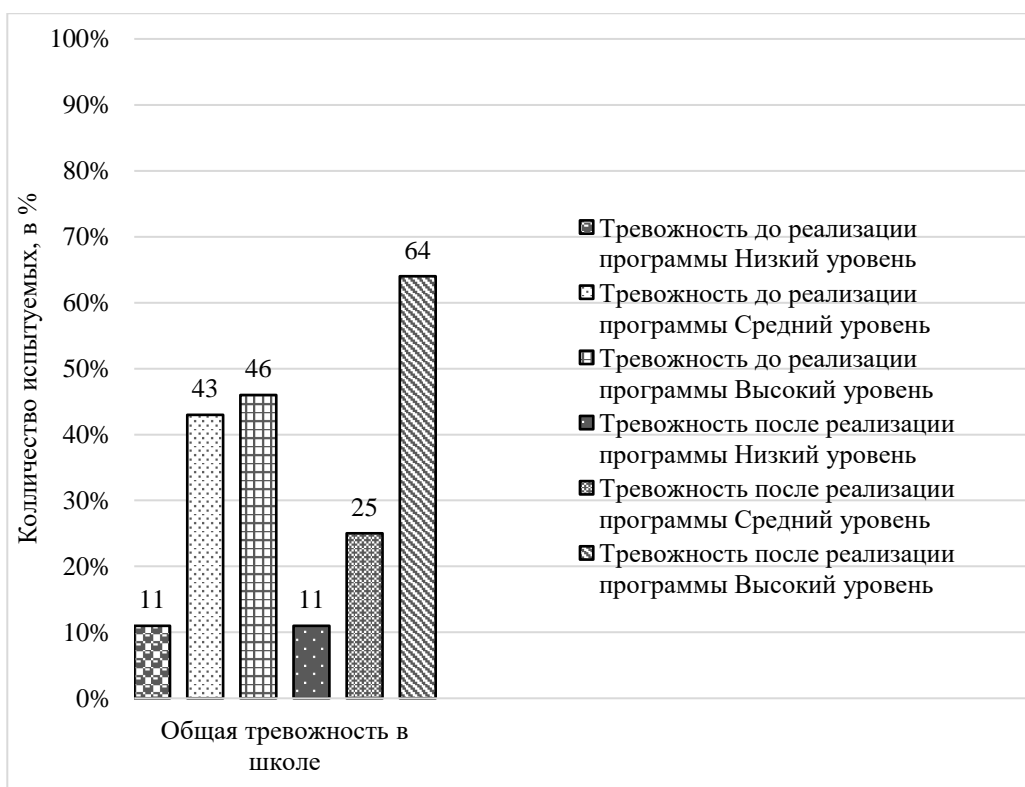 100%
90%
80%
70%
60%
50%
40%
30%
20%
10%
0%
Колличество испытуемых, в %
11
43
46
11
25
64
Общая тревожность в
школе
Тревожность до реализации
программы Низкий уровень
Тревожность до реализации
программы Средний уровень
Тревожность до реализации
программы Высокий уровень
Тревожность после реализации
программы Низкий уровень
Тревожность после реализации
программы Средний уровень
Тревожность после реализации
программы Высокий уровень